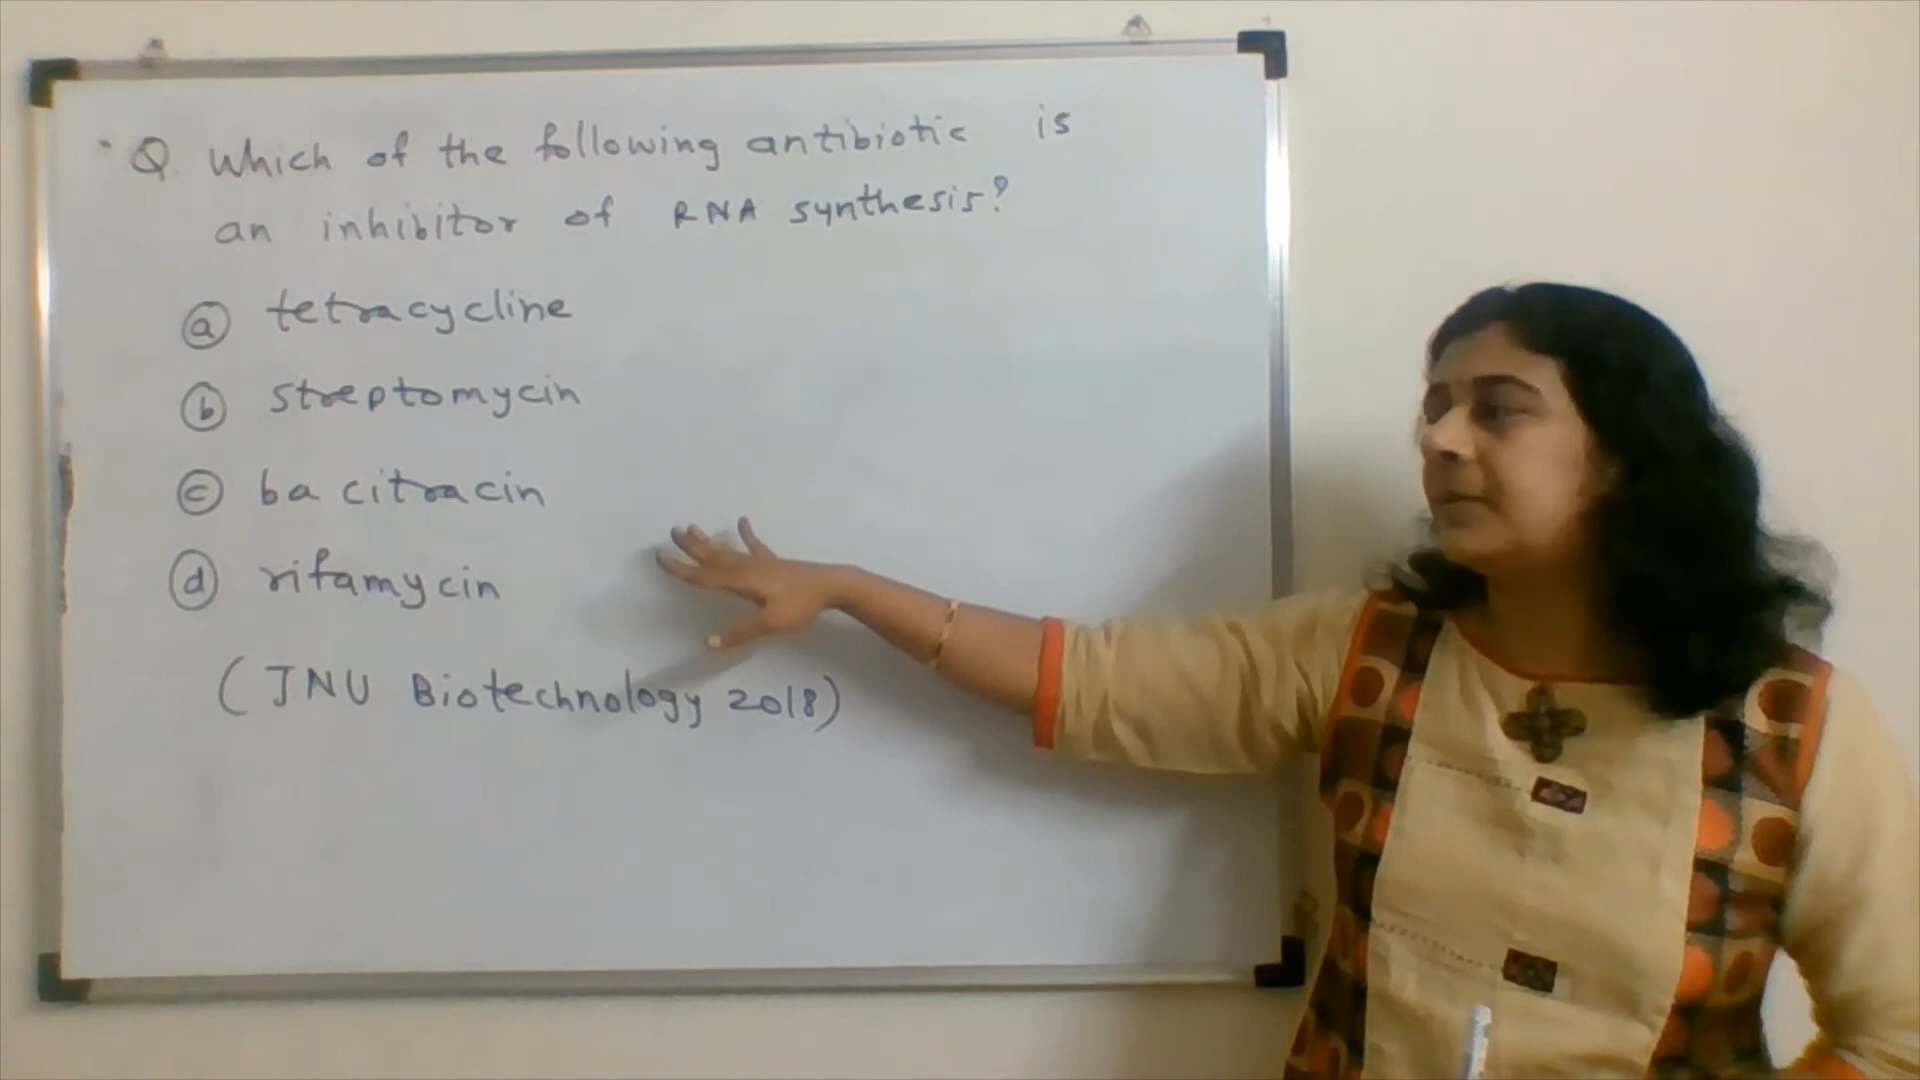 Q. Which of the following antibiotic is
an inhibitor of RNA synthesis?
(a) tetracycline
(b) streptomycin
(c) bacitracin
(d) rifamycin
(JNU Biotechnology 2018)